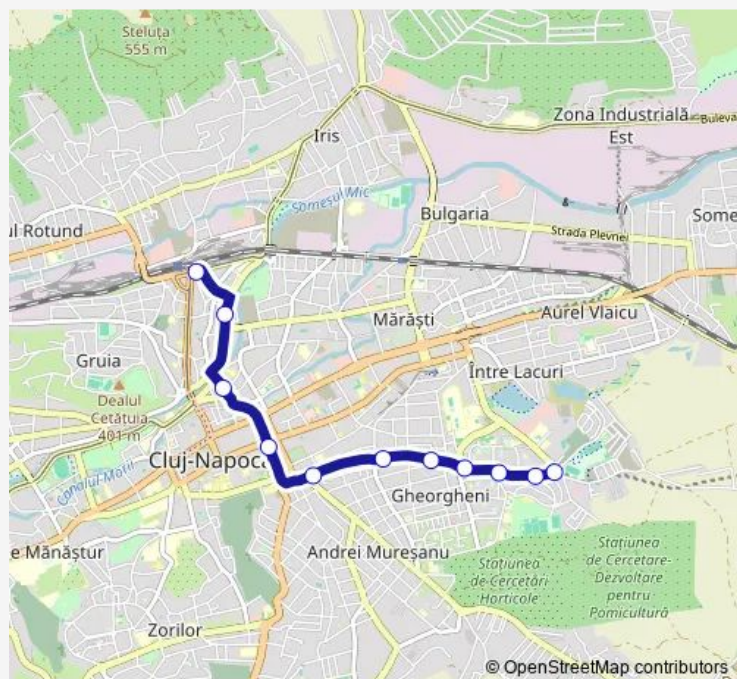 Steluța
555 m
Zona Industrială
Est
Buleva
Iris
Someșul Mic
ul Rotund
Bulgaria
Strada Plevnei
Some
Mărăști
Aurel Vlaicu
Gruia
Între Lacuri
Dealul
Cetățuia
401 m
Cluj-Napoca
Canalul Morii
Gheorgheni
e Mănăștur
Andrei Mureșanu
Stațiunea
de Cercetări
Horticole
Stațiunea
de Cercetare-
Dezvoltare
pentru
Pomicultură
Zorilor
© OpenStreetMap contributors